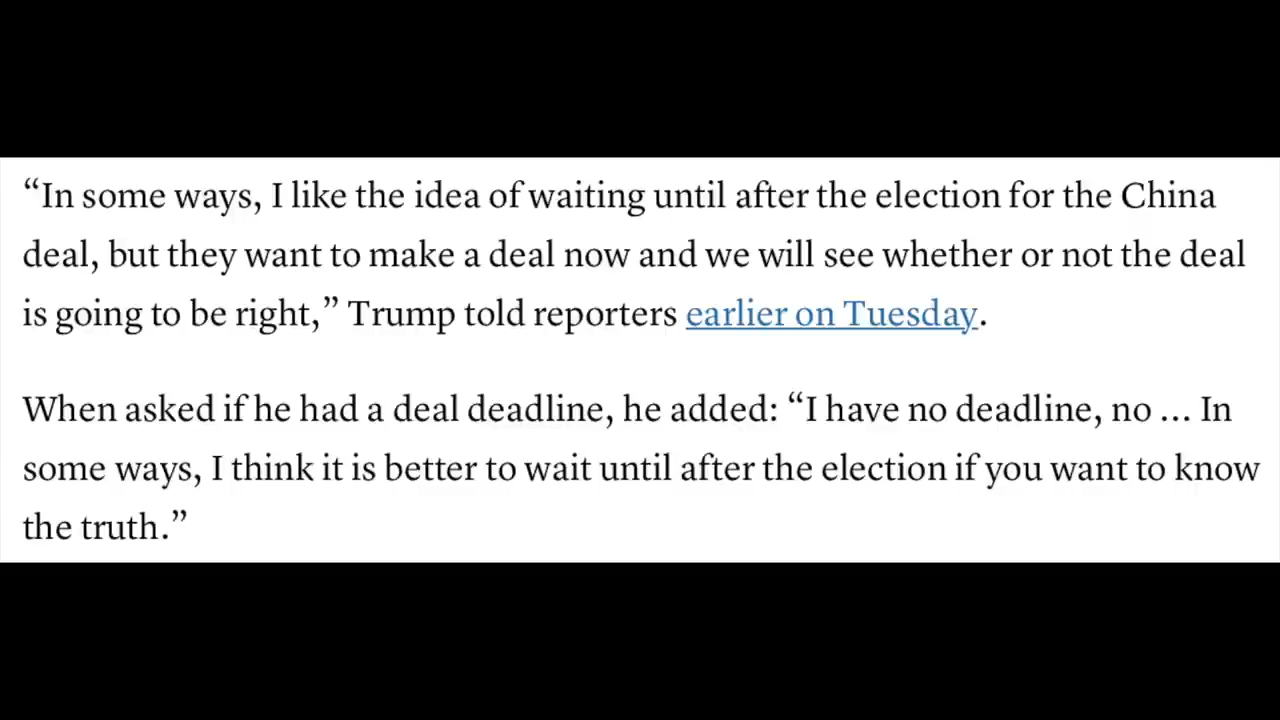 “In some ways, I like the idea of waiting until after the election for the China
deal, but they want to make a deal now and we will see whether or not the deal
is going to be right,” Trump told reporters earlier on Tuesday.
When asked if he had a deal deadline, he added: “I have no deadline, no … In
some ways, I think it is better to wait until after the election if you want to know
the truth.”